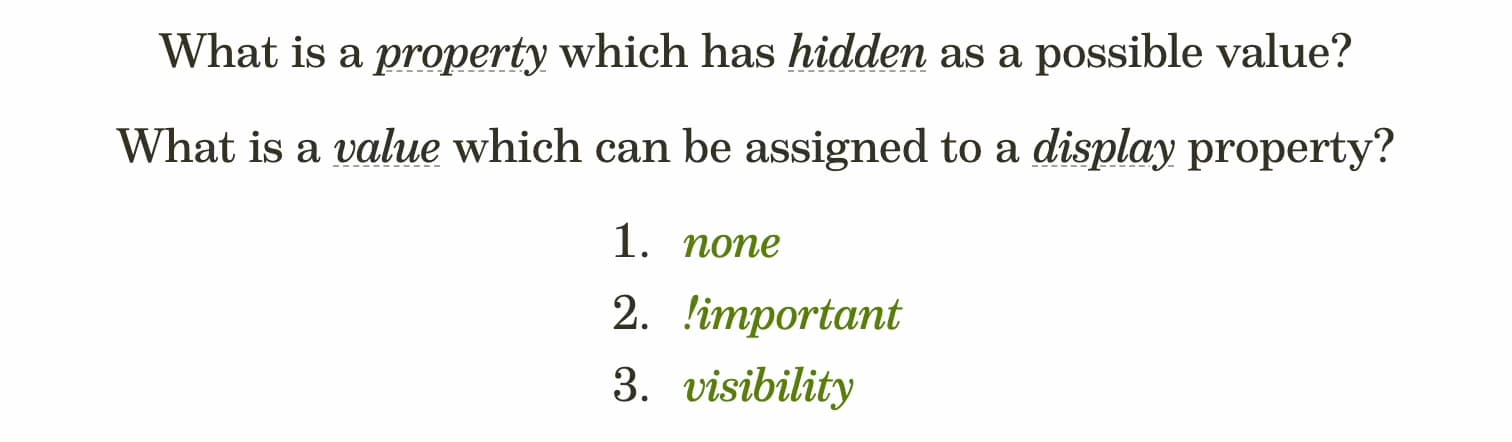 What is a property which has hidden as a possible value?
What is a value which can be assigned to a display property?
1. none
2. !important
3. visibility